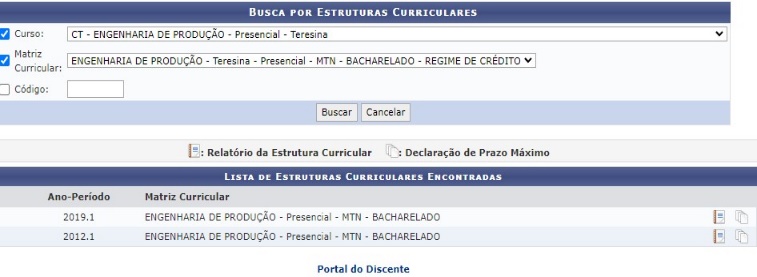 BUSCA POR ESTRUTURAS CURRICULARES
Curso: CT - ENGENHARIA DE PRODUÇÃO - Presencial - Teresina
Matriz Curricular: ENGENHARIA DE PRODUÇÃO - Teresina - Presencial - MTN - BACHARELADO - REGIME DE CRÉDITO
Código:
Buscar Cancelar
: Relatório da Estrutura Curricular : Declaração de Prazo Máximo
LISTA DE ESTRUTURAS CURRICULARES ENCONTRADAS
Ano-Período Matriz Curricular
2019.1 ENGENHARIA DE PRODUÇÃO - Presencial - MTN - BACHARELADO
2012.1 ENGENHARIA DE PRODUÇÃO - Presencial - MTN - BACHARELADO
Portal do Discente